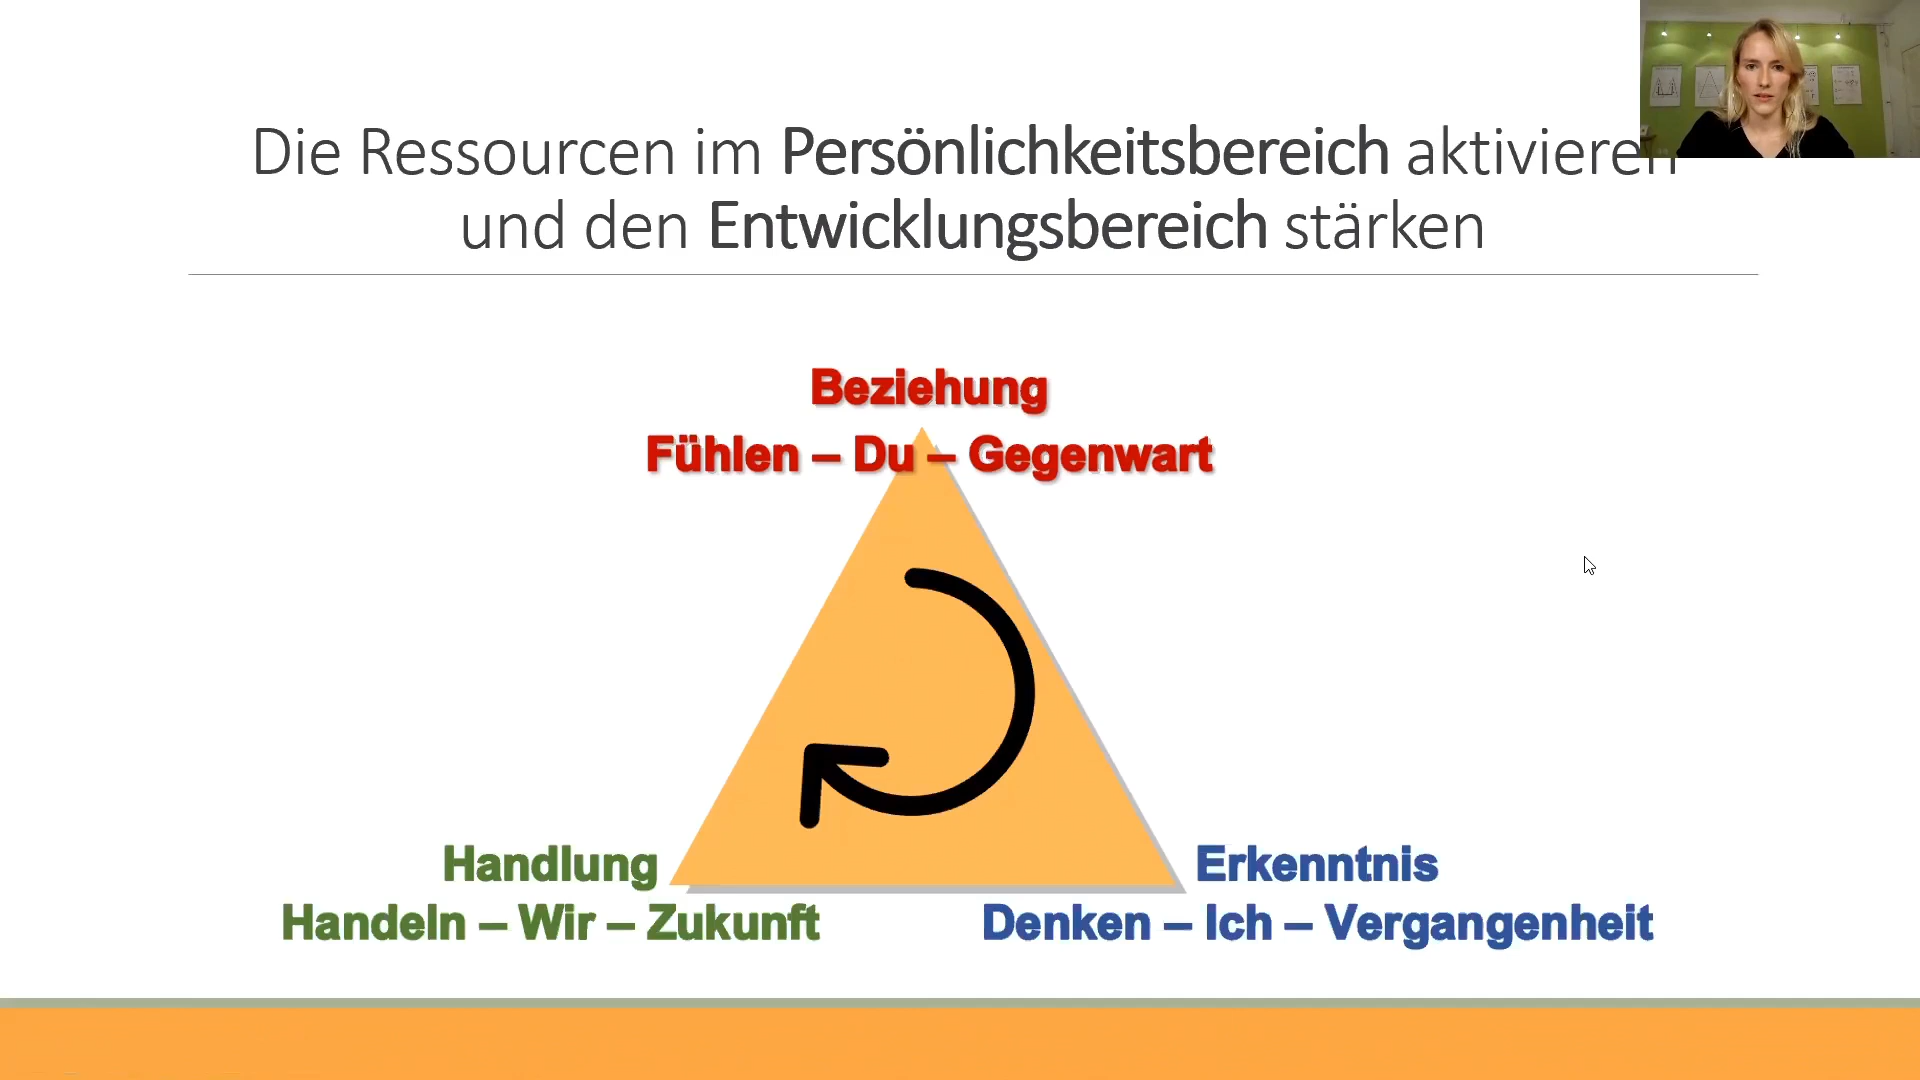 Die Ressourcen im Persönlichkeitsbereich aktivieren
und den Entwicklungsbereich stärken
Beziehung
Fühlen – Du – Gegenwart
Handlung
Handeln – Wir – Zukunft
Erkenntnis
Denken – Ich – Vergangenheit